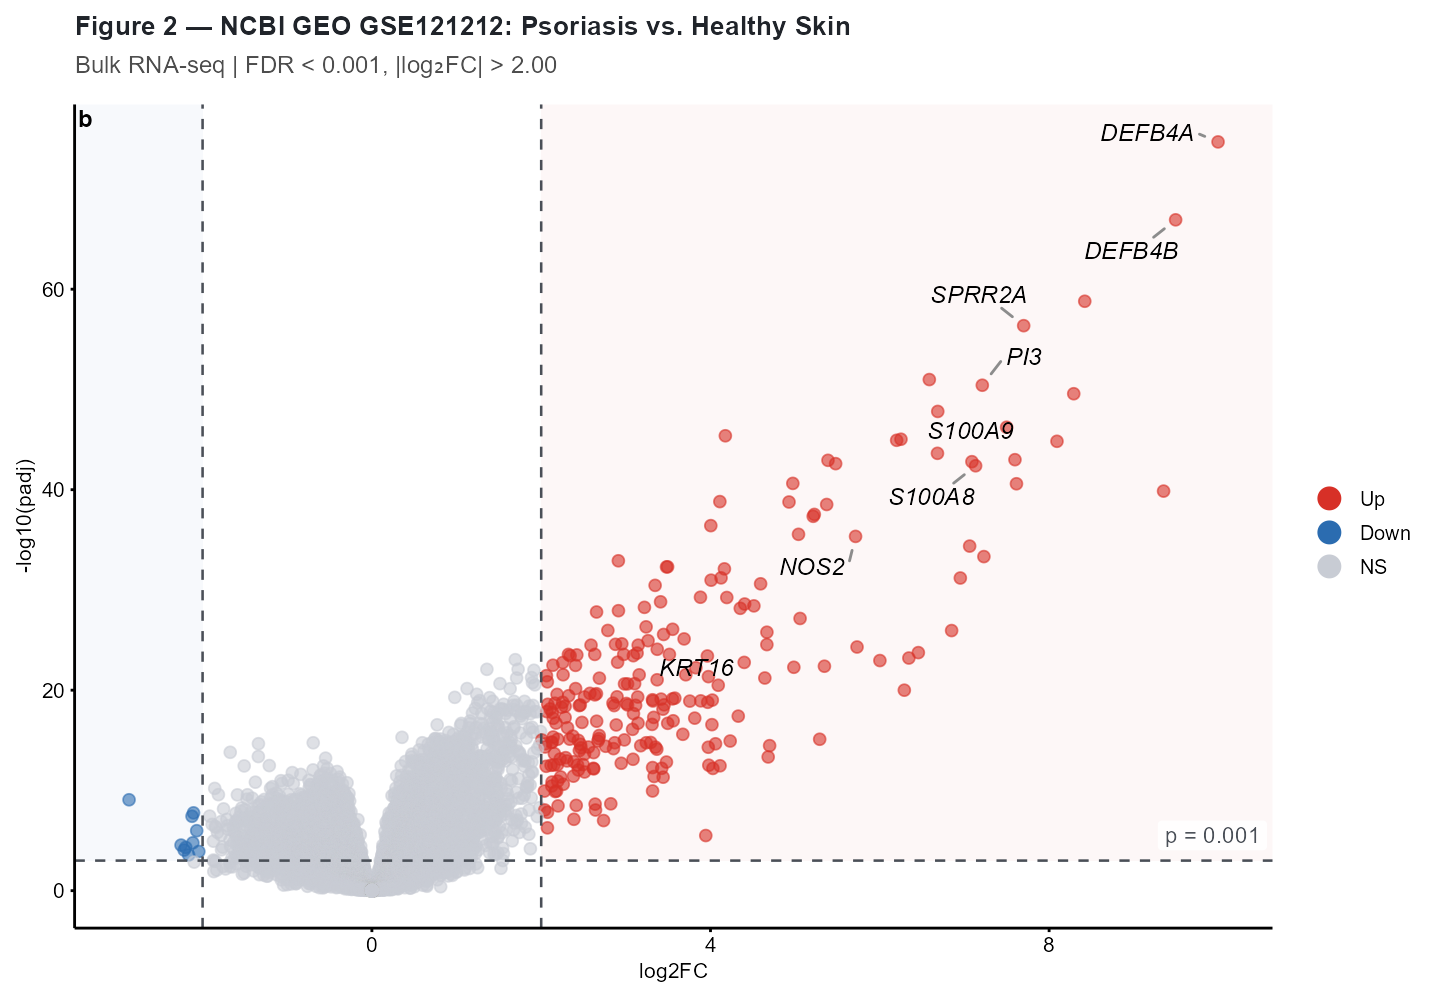 Figure 2 — NCBI GEO GSE121212: Psoriasis vs. Healthy Skin
Bulk RNA-seq | FDR < 0.001, |log₂FC| > 2.00
b
DEFB4A
DEFB4B
SPRR2A
PI3
S100A9
S100A8
NOS2
KRT16
p = 0.001
60
40
20
0
-log10(padj)
0
4
8
log2FC
Up
Down
NS